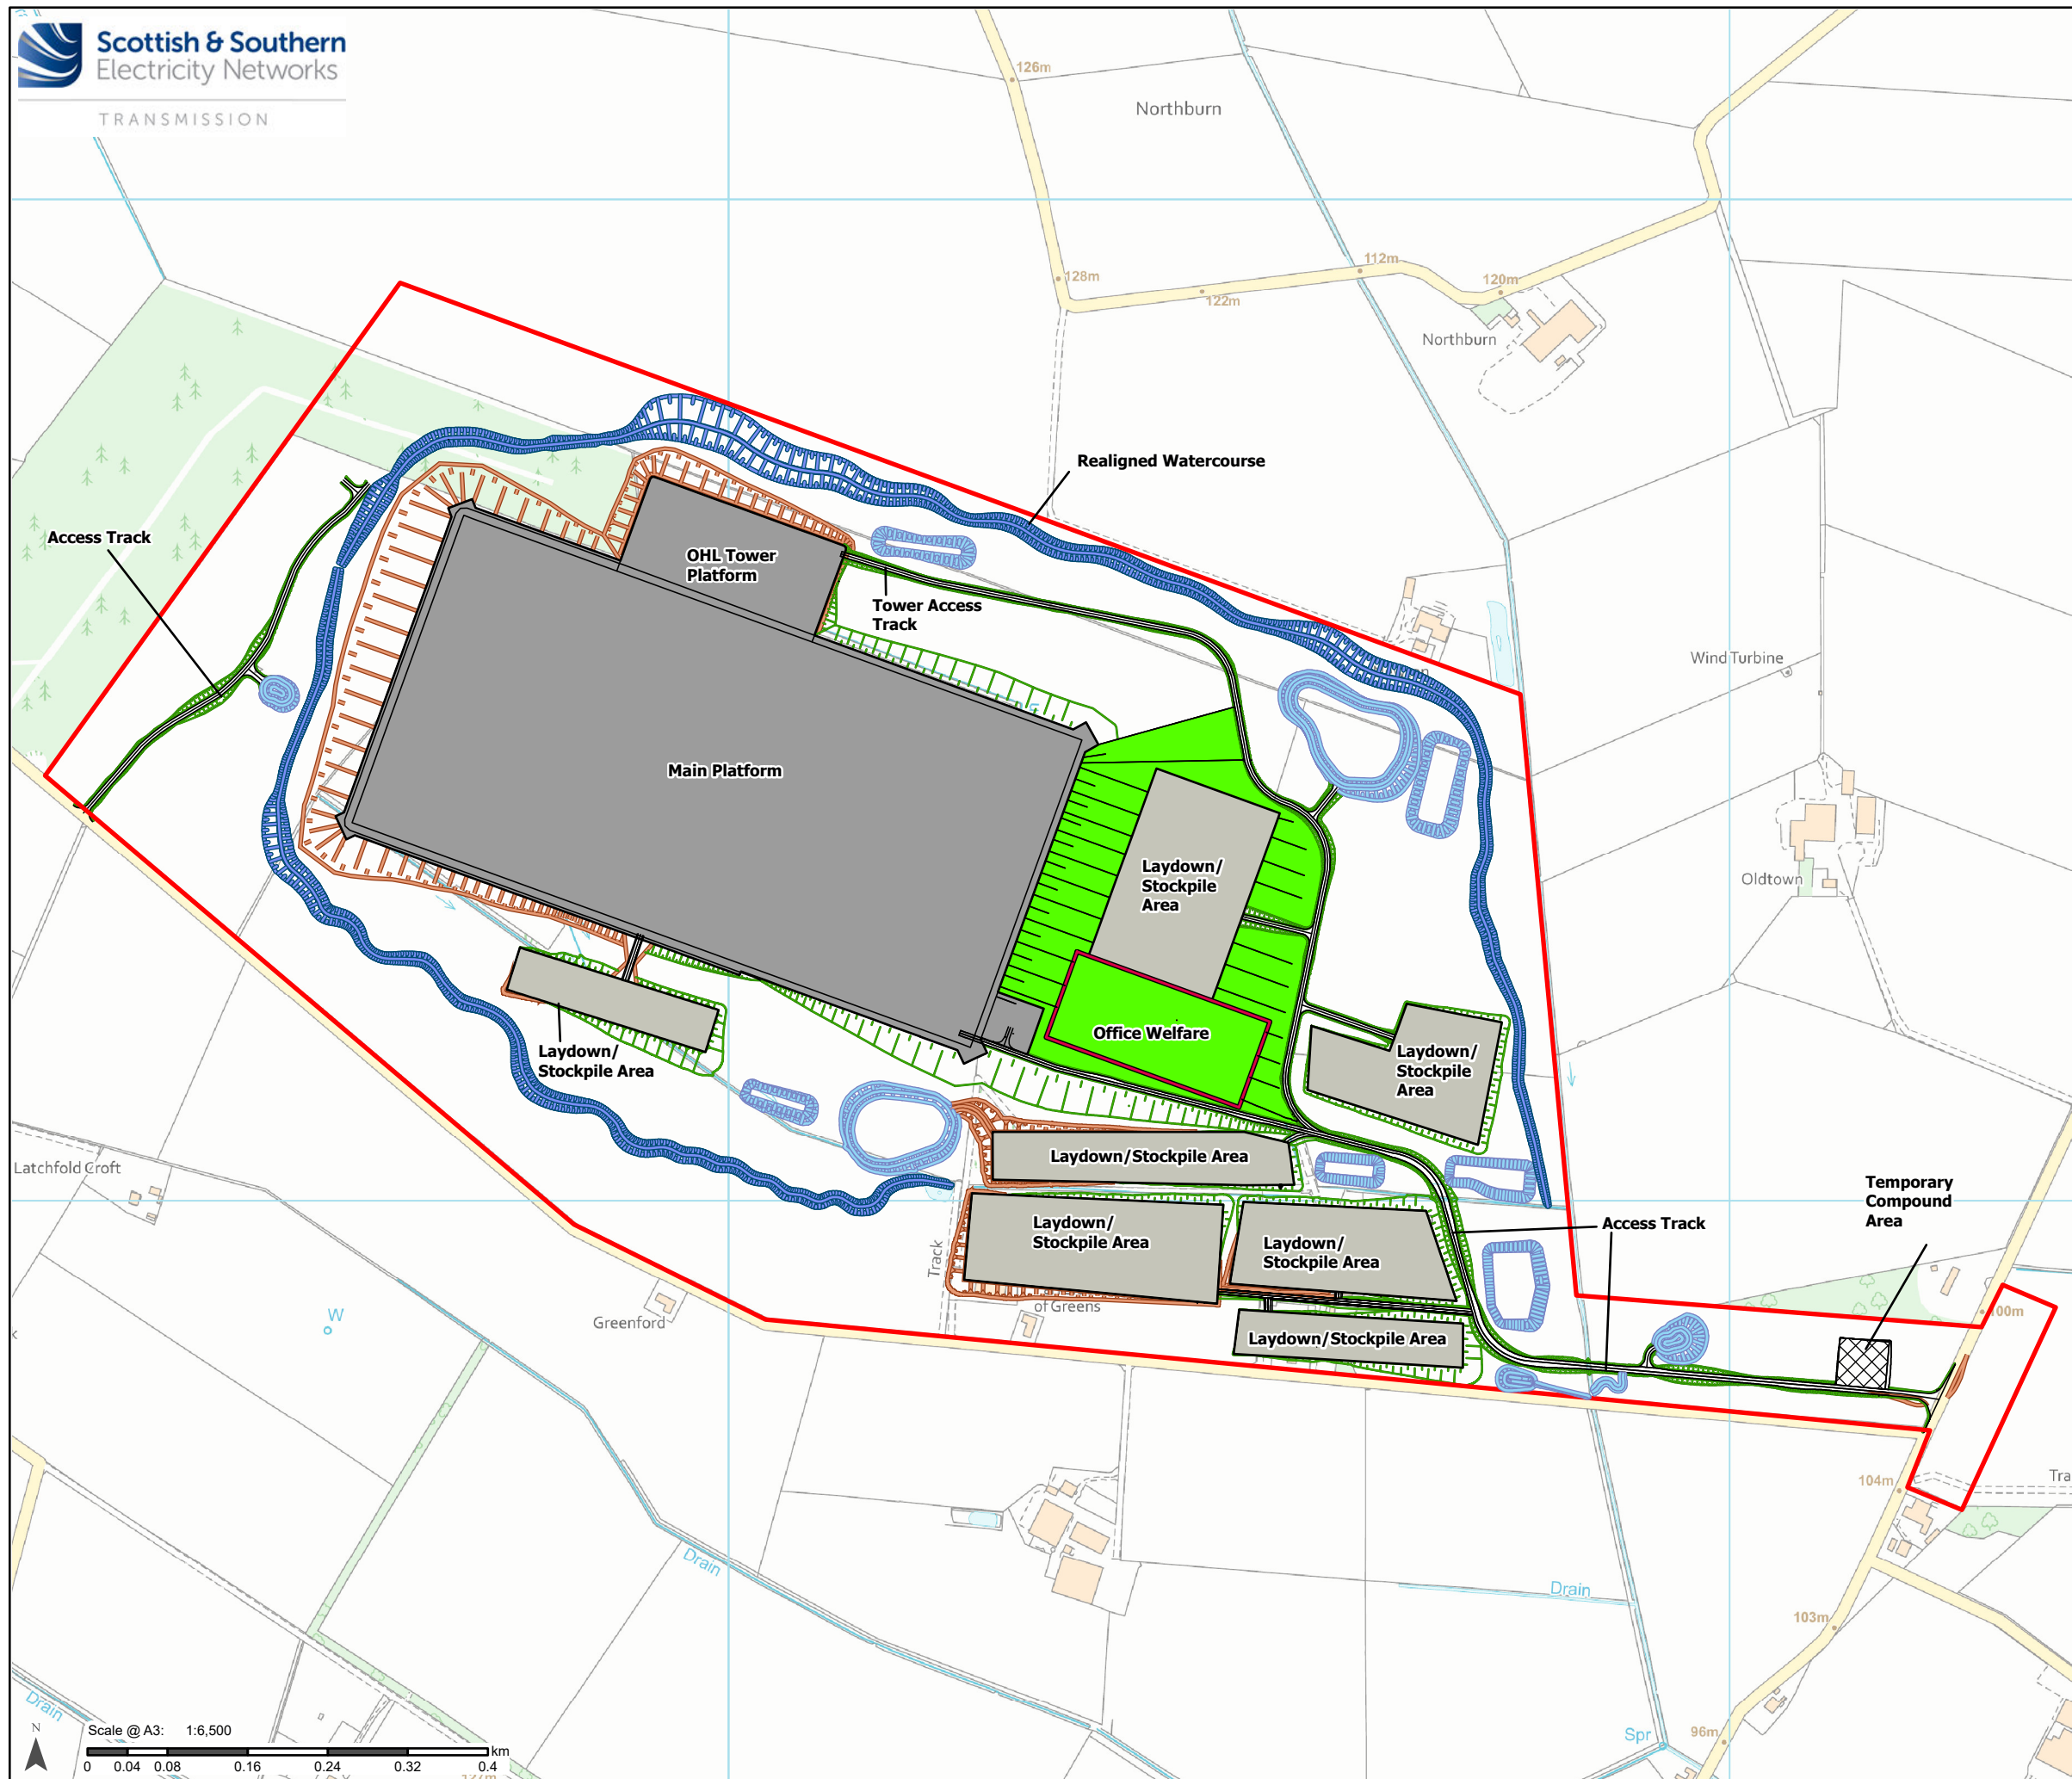 Scottish & Southern
Electricity Networks
TRANSMISSION
126m
Northburn
128m
122m
112m
120m
Northburn
Realigned Watercourse
Access Track
OHL Tower
Platform
Tower Access
Track
Wind Turbine
Main Platform
Laydown/
Stockpile
Area
Oldtown
Office Welfare
Laydown/
Stockpile Area
Laydown/
Stockpile
Area
Latchfold Croft
Laydown/Stockpile Area
Temporary
Compound
Area
Laydown/
Stockpile Area
Laydown/
Stockpile Area
Access Track
Track
of Greens
Greenford
W
100m
Laydown/Stockpile Area
104m
Tra
Drain
Drain
103m
Drain
Spr
96m
N
Scale @ A3: 1:6,500
km
0 0.04 0.08 0.16 0.24 0.32 0.4